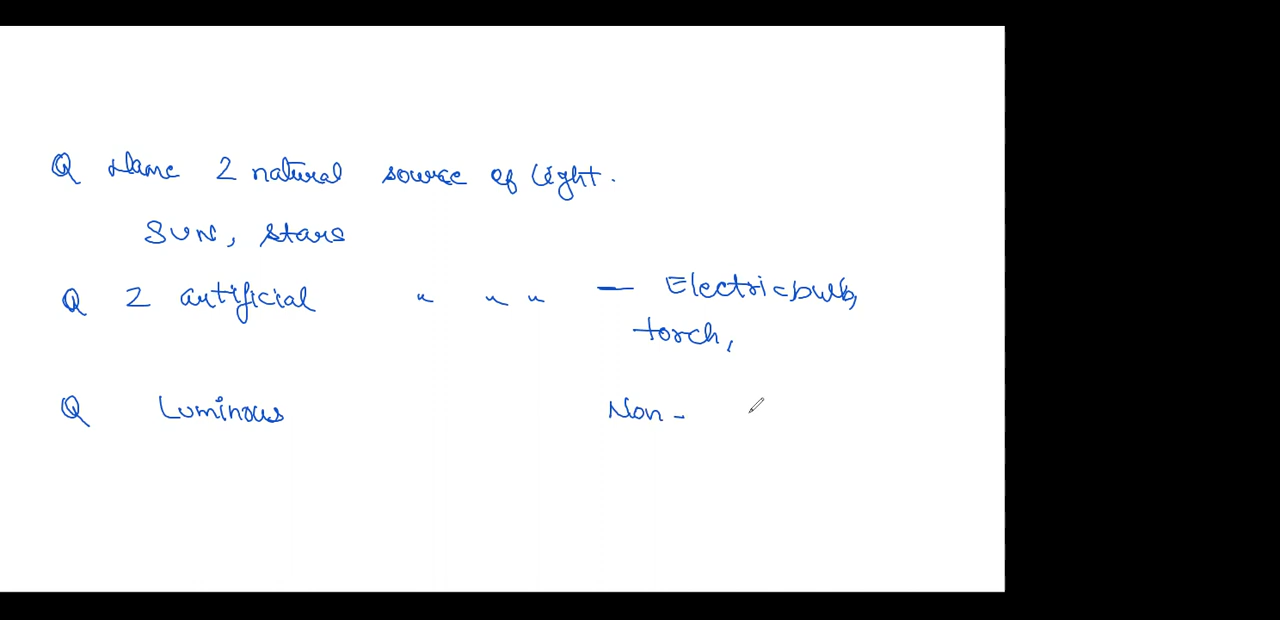 Q Name 2 natural source of light.
SUN, stars
Q 2 artificial " " " — Electric bulb,
torch,
Q Luminous Non-